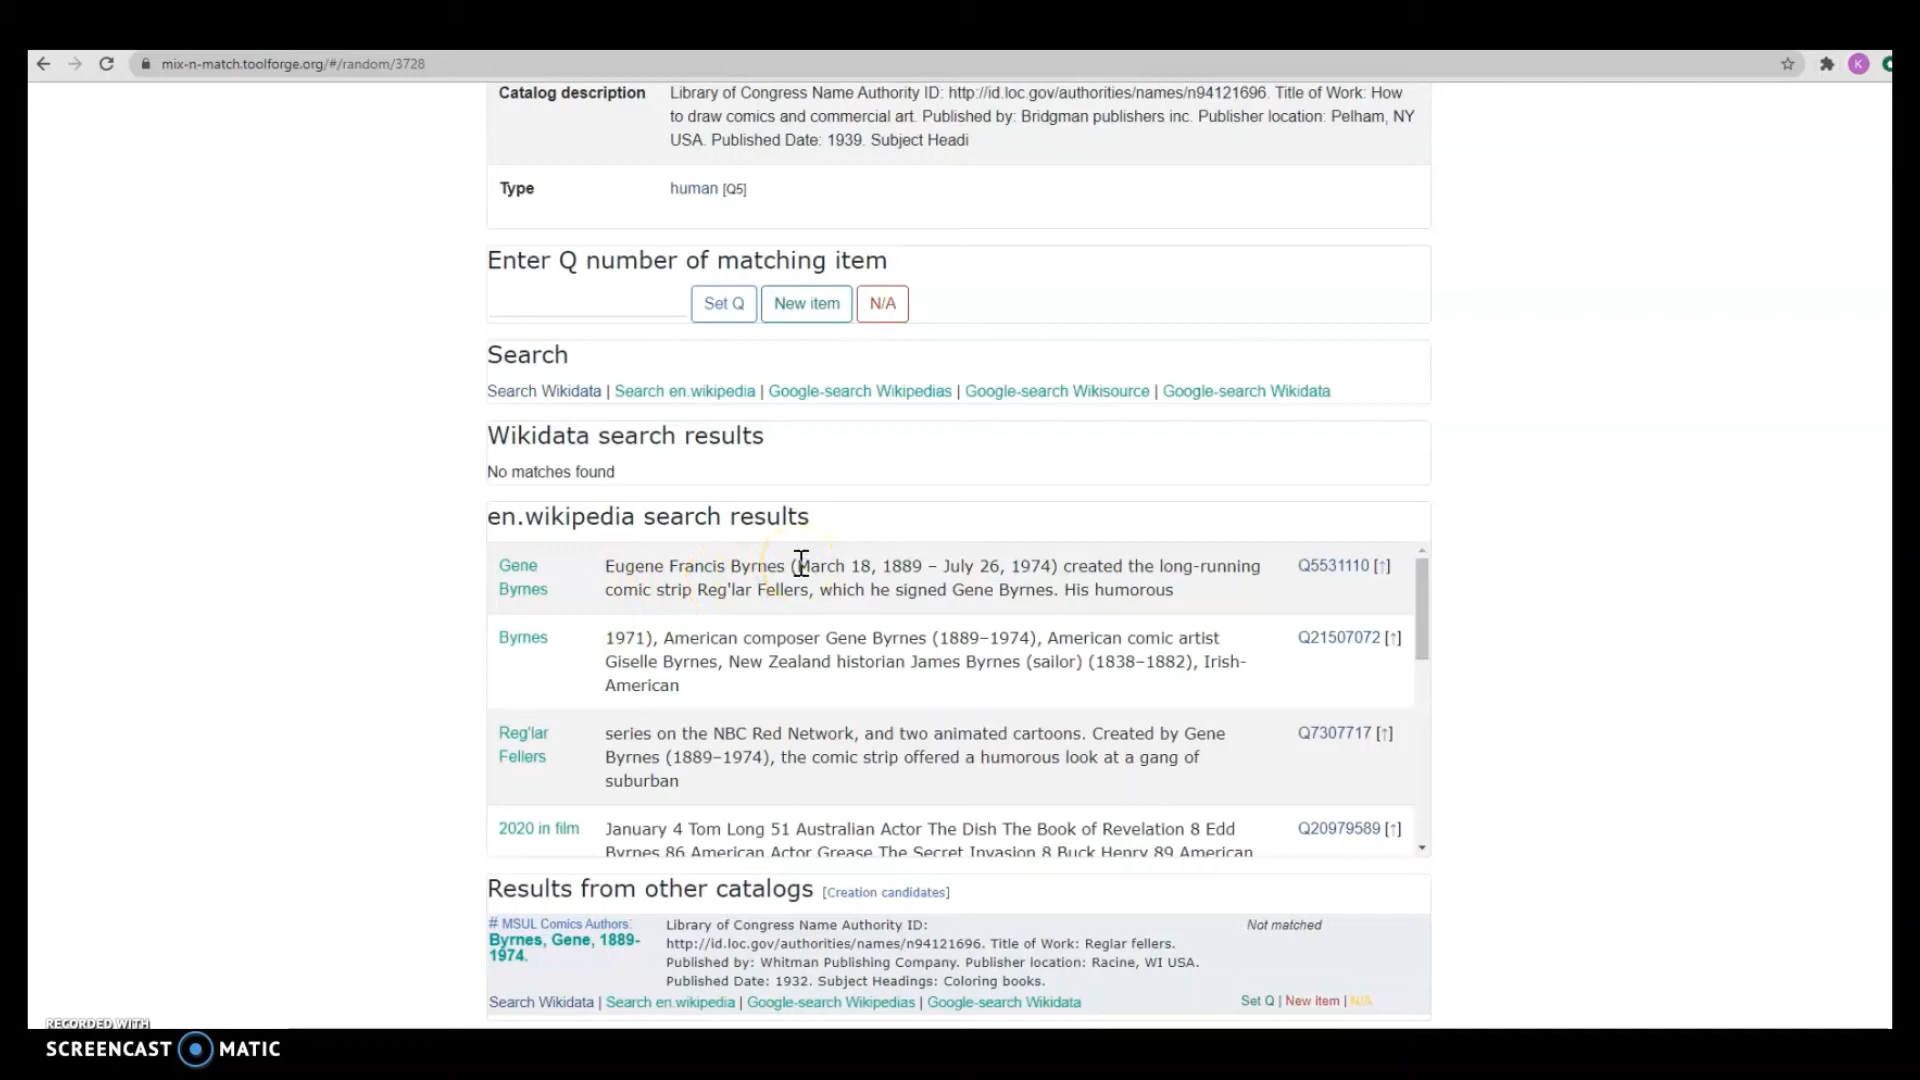 mix-n-match.toolforge.org/#/random/3728
K
Catalog description
Library of Congress Name Authority ID: http://id.loc.gov/authorities/names/n94121696. Title of Work: How
to draw comics and commercial art. Published by: Bridgman publishers inc. Publisher location: Pelham, NY
USA. Published Date: 1939. Subject Headi
Type
human [Q5]
Enter Q number of matching item
Set Q
New item
N/A
Search
Search Wikidata | Search en.wikipedia | Google-search Wikipedias | Google-search Wikisource | Google-search Wikidata
Wikidata search results
No matches found
en.wikipedia search results
Gene
Byrnes
Eugene Francis Byrnes (March 18, 1889 – July 26, 1974) created the long-running
comic strip Reg'lar Fellers, which he signed Gene Byrnes. His humorous
Q5531110 [↑]
Byrnes
1971), American composer Gene Byrnes (1889–1974), American comic artist
Giselle Byrnes, New Zealand historian James Byrnes (sailor) (1838–1882), Irish-
American
Q21507072 [↑]
Reg'lar
Fellers
series on the NBC Red Network, and two animated cartoons. Created by Gene
Byrnes (1889–1974), the comic strip offered a humorous look at a gang of
suburban
Q7307717 [↑]
2020 in film
January 4 Tom Long 51 Australian Actor The Dish The Book of Revelation 8 Edd
Byrnes 86 American Actor Grease The Secret Invasion 8 Buck Henry 89 American
Q20979589 [↑]
Results from other catalogs [Creation candidates]
# MSUL Comics Authors:
Byrnes, Gene, 1889-
1974.
Library of Congress Name Authority ID:
http://id.loc.gov/authorities/names/n94121696. Title of Work: Reglar fellers.
Published by: Whitman Publishing Company. Publisher location: Racine, WI USA.
Published Date: 1932. Subject Headings: Coloring books.
Not matched
Search Wikidata | Search en.wikipedia | Google-search Wikipedias | Google-search Wikidata
Set Q | New item | N/A
RECORDED WITH
SCREENCAST MATIC